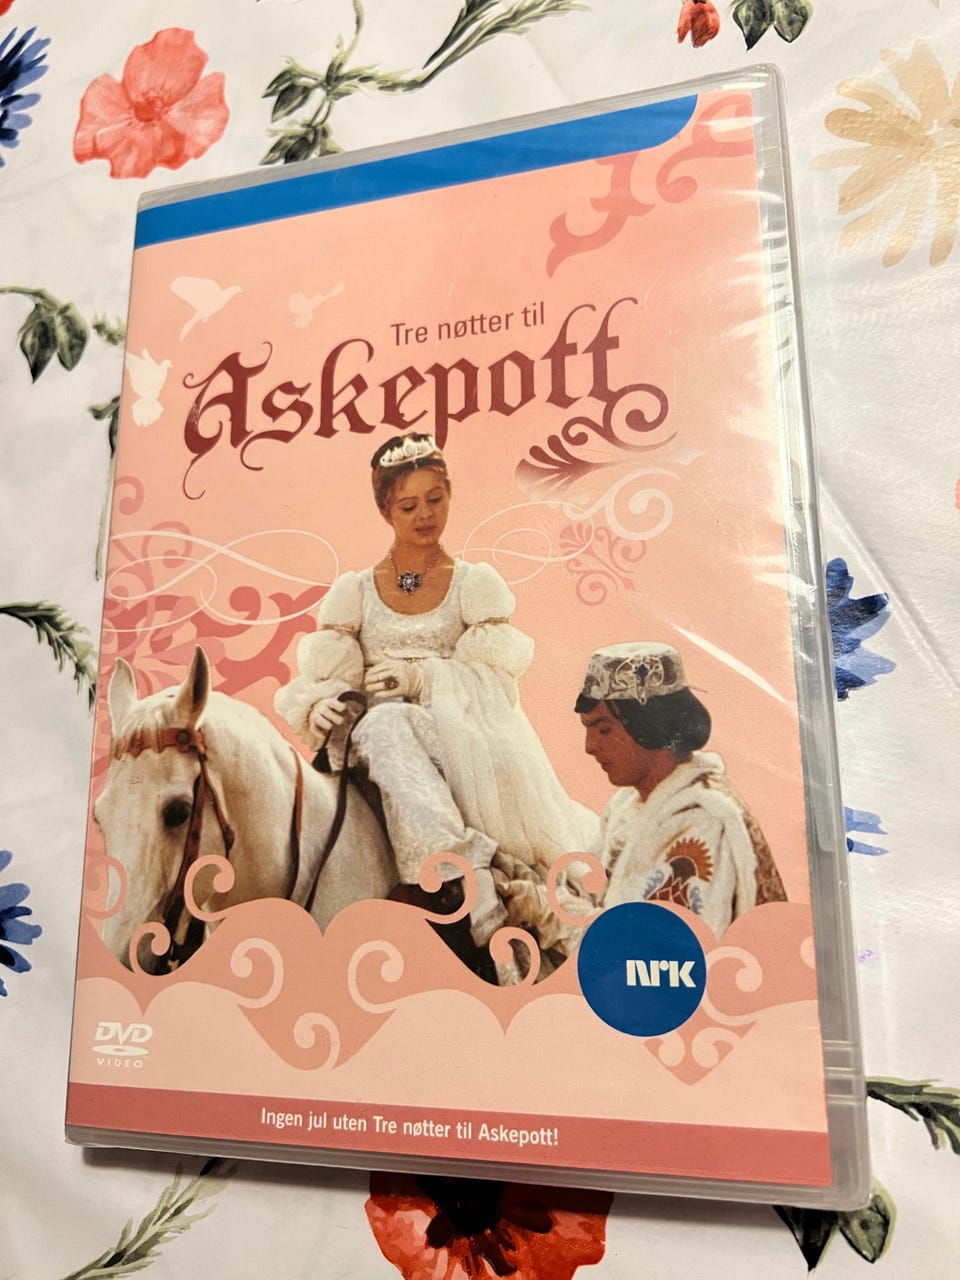 Tre nøtter til
Askepott
NRK
DVD
VIDEO
Ingen jul uten Tre nøtter til Askepott!